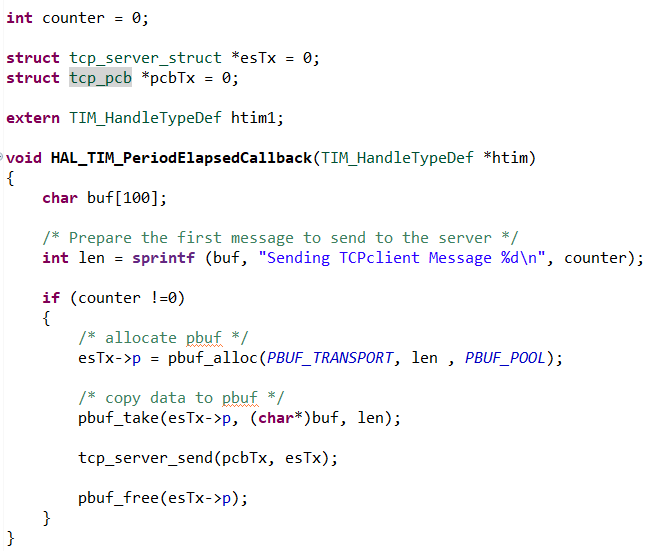 int counter = 0;
struct tcp_server_struct *esTx = 0;
struct tcp_pcb *pcbTx = 0;
extern TIM_HandleTypeDef htim1;
void HAL_TIM_PeriodElapsedCallback(TIM_HandleTypeDef *htim)
{
char buf[100];
/* Prepare the first message to send to the server */
int len = sprintf (buf, "Sending TCPclient Message %d\n", counter);
if (counter !=0)
{
/* allocate pbuf */
esTx->p = pbuf_alloc(PBUF_TRANSPORT, len , PBUF_POOL);
/* copy data to pbuf */
pbuf_take(esTx->p, (char*)buf, len);
tcp_server_send(pcbTx, esTx);
pbuf_free(esTx->p);
}
}